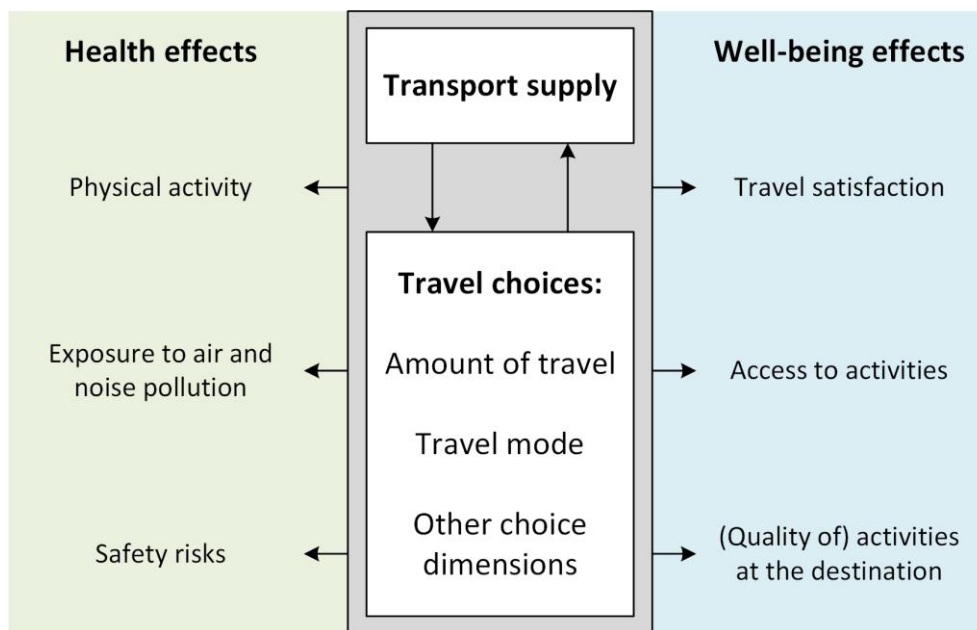 Health effects
Physical activity
Exposure to air and
noise pollution
Safety risks
Transport supply
Travel choices:
Amount of travel
Travel mode
Other choice
dimensions
Well-being effects
Travel satisfaction
Access to activities
(Quality of) activities
at the destination